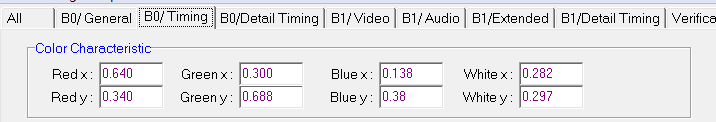 All B0/ General B0/ Timing B0/Detail Timing B1/ Video B1/ Audio B1/Extended B1/Detail Timing Verifica
Color Characteristic
Red x : 0.640 Green x : 0.300 Blue x : 0.138 White x : 0.282
Red y : 0.340 Green y : 0.688 Blue y : 0.38 White y : 0.297